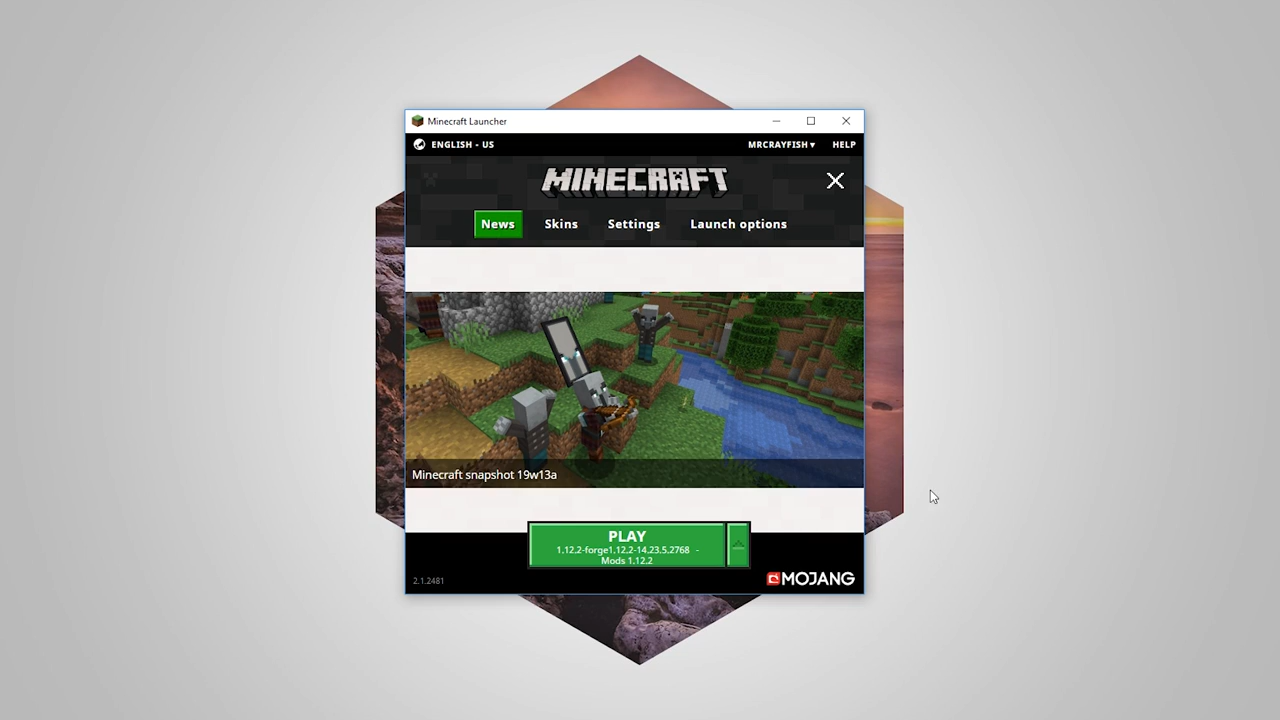 Minecraft Launcher
ENGLISH - US
MRCRAYFISH▾
HELP
MINECRAFT
News
Skins
Settings
Launch options
Minecraft snapshot 19w13a
PLAY
1.12.2-forge1.12.2-14.23.5.2768 -
Mods 1.12.2
2.1.2481
MOJANG